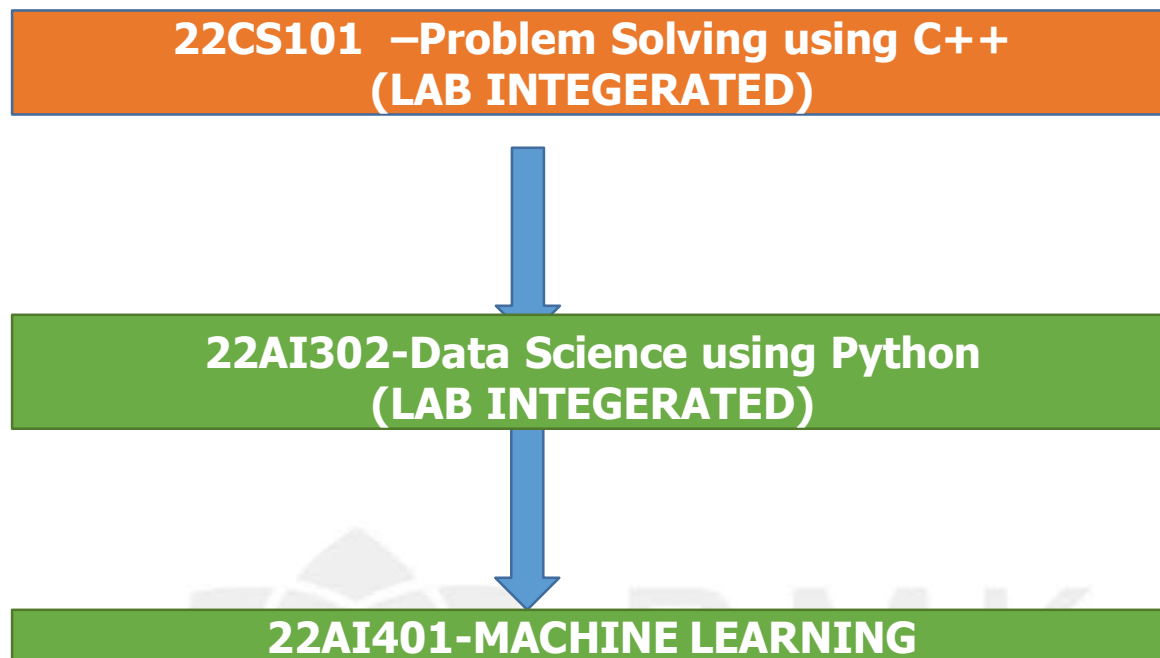 22CS101 –Problem Solving using C++
(LAB INTEGERATED)
22AI302-Data Science using Python
(LAB INTEGERATED)
22AI401-MACHINE LEARNING